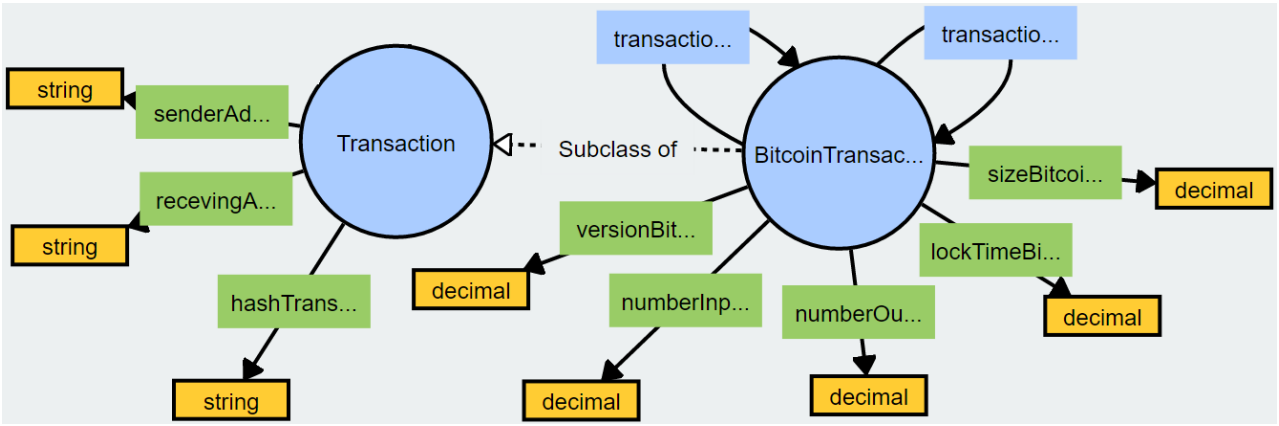 transactio...
transactio...
string
senderAd...
Transaction
Subclass of
BitcoinTransac...
sizeBitcoi...
decimal
recevingA...
string
versionBit...
lockTimeBi...
decimal
hashTrans...
numberInp...
numberOu...
decimal
string
decimal
decimal